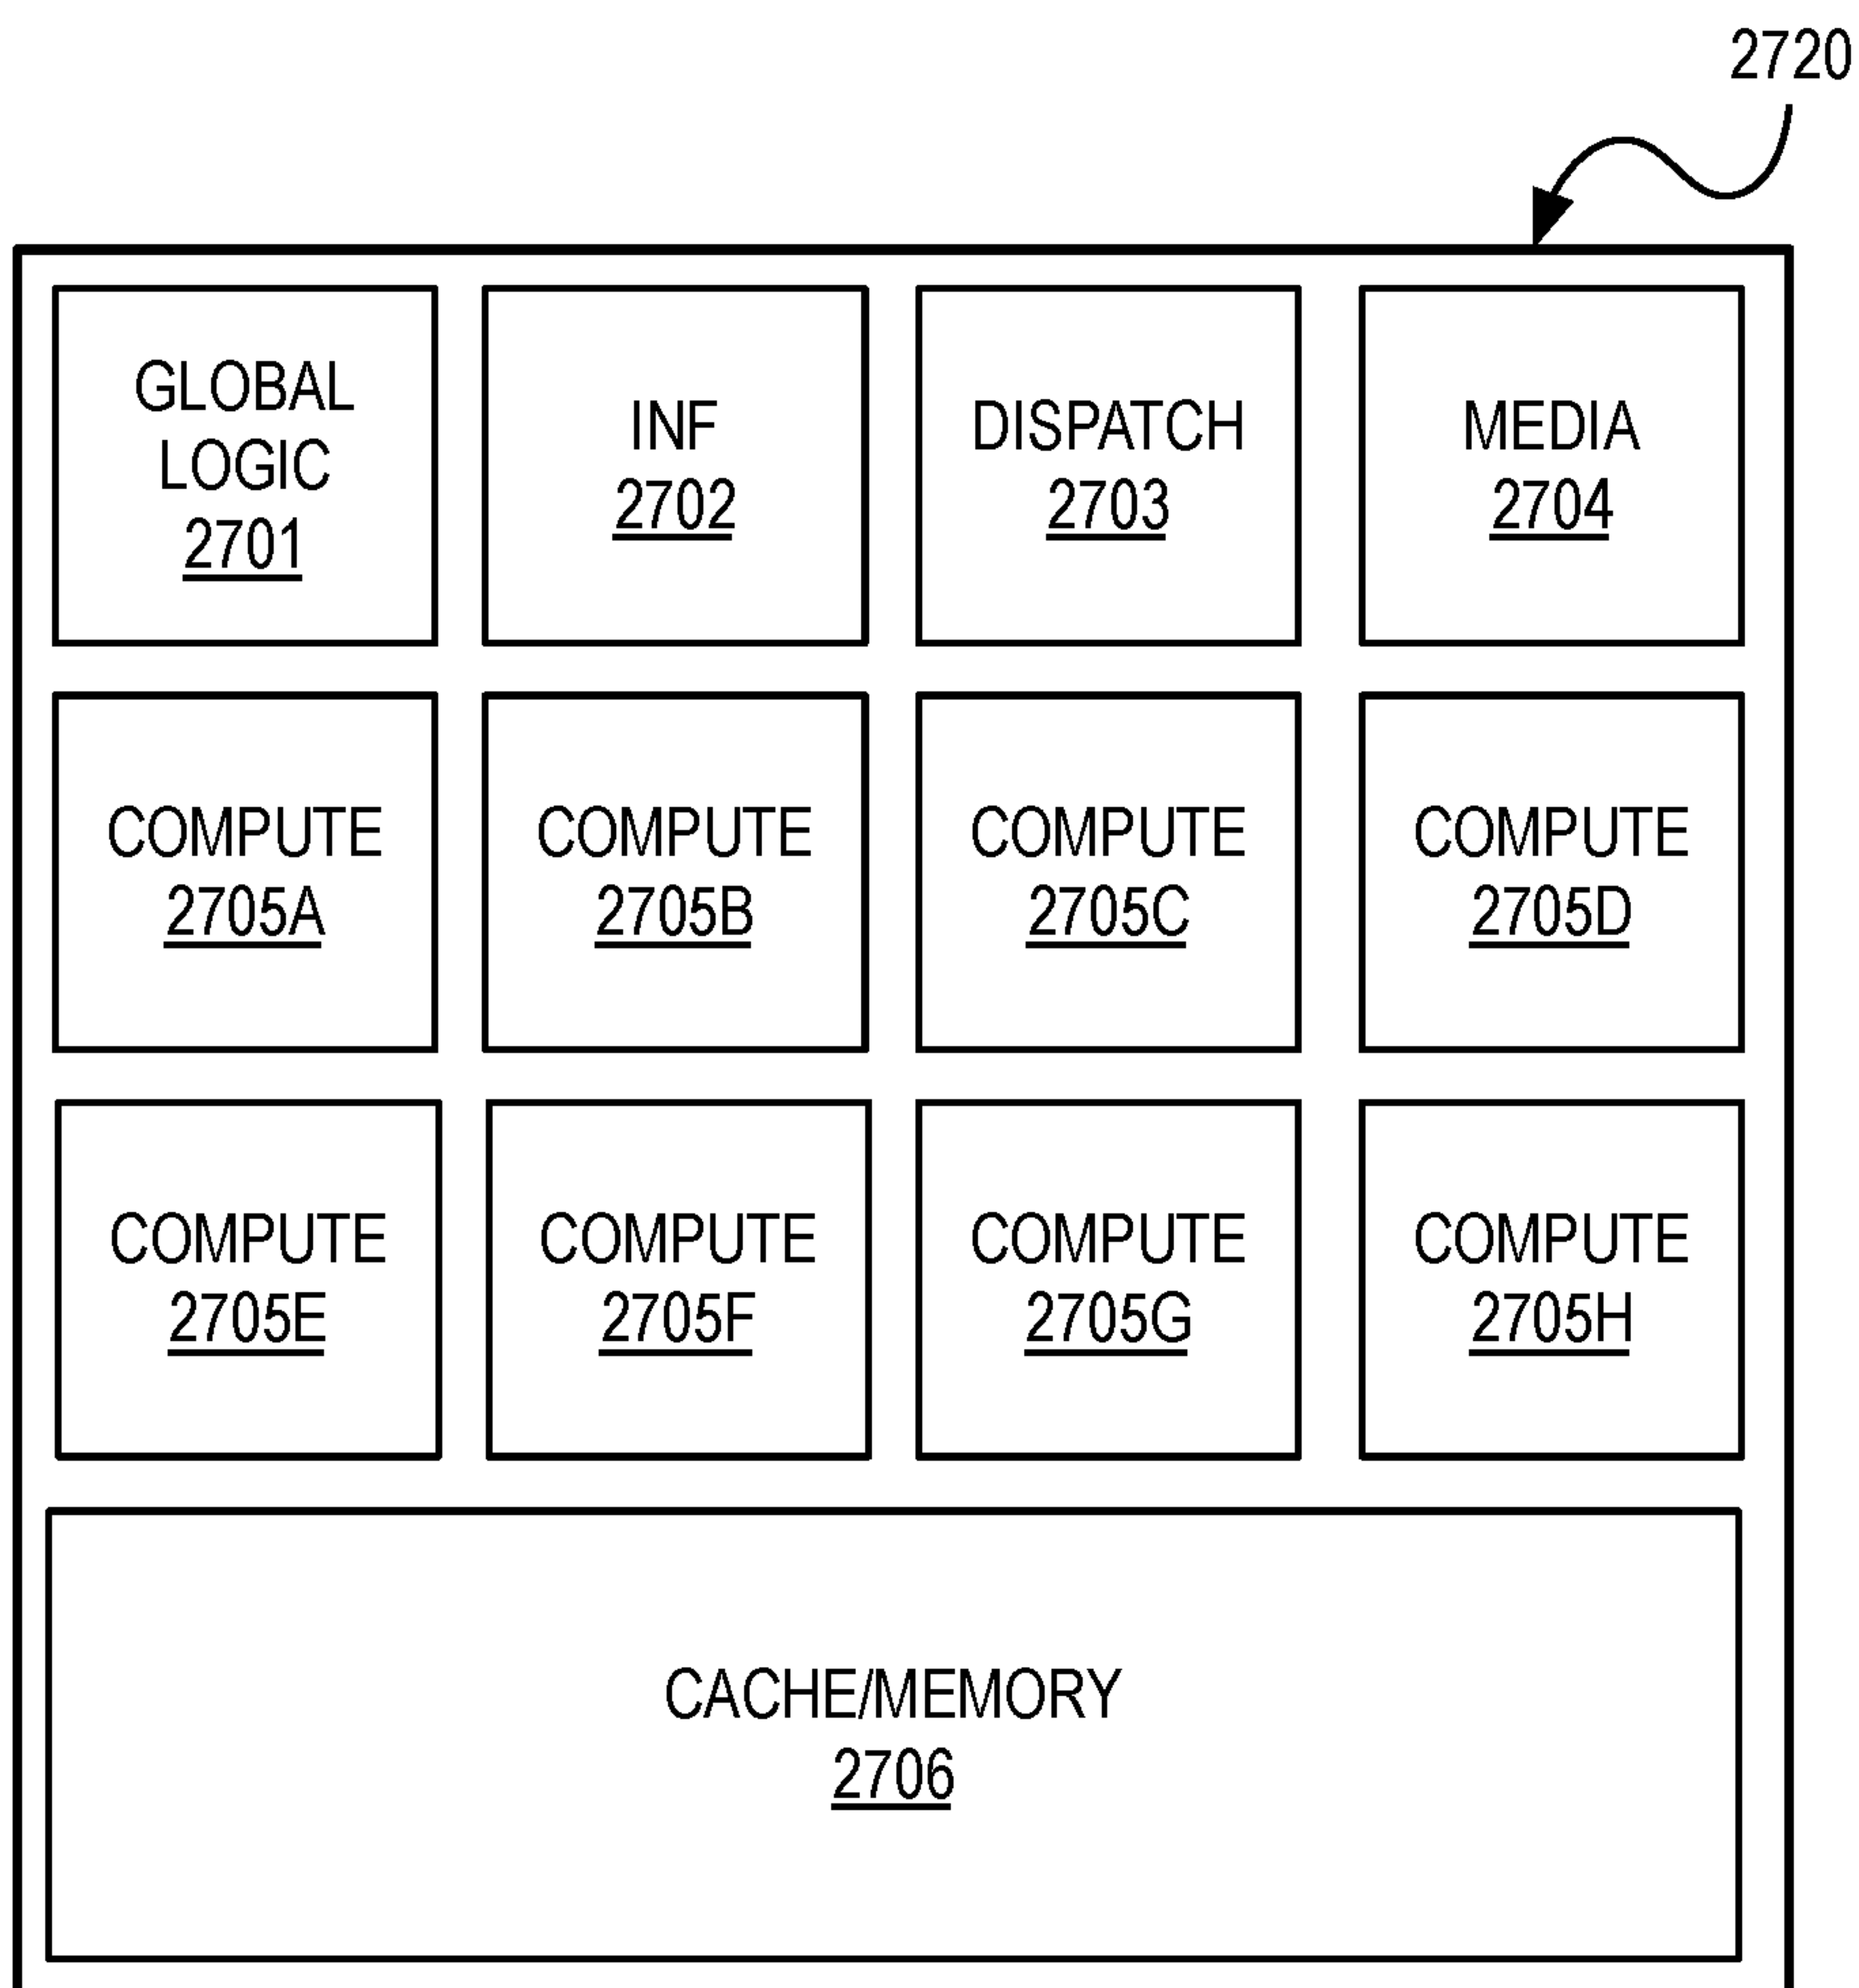 2720
GLOBAL
LOGIC
2701
INF
2702
DISPATCH
2703
MEDIA
2704
COMPUTE
2705A
COMPUTE
2705B
COMPUTE
2705C
COMPUTE
2705D
COMPUTE
2705E
COMPUTE
2705F
COMPUTE
2705G
COMPUTE
2705H
CACHE/MEMORY
2706